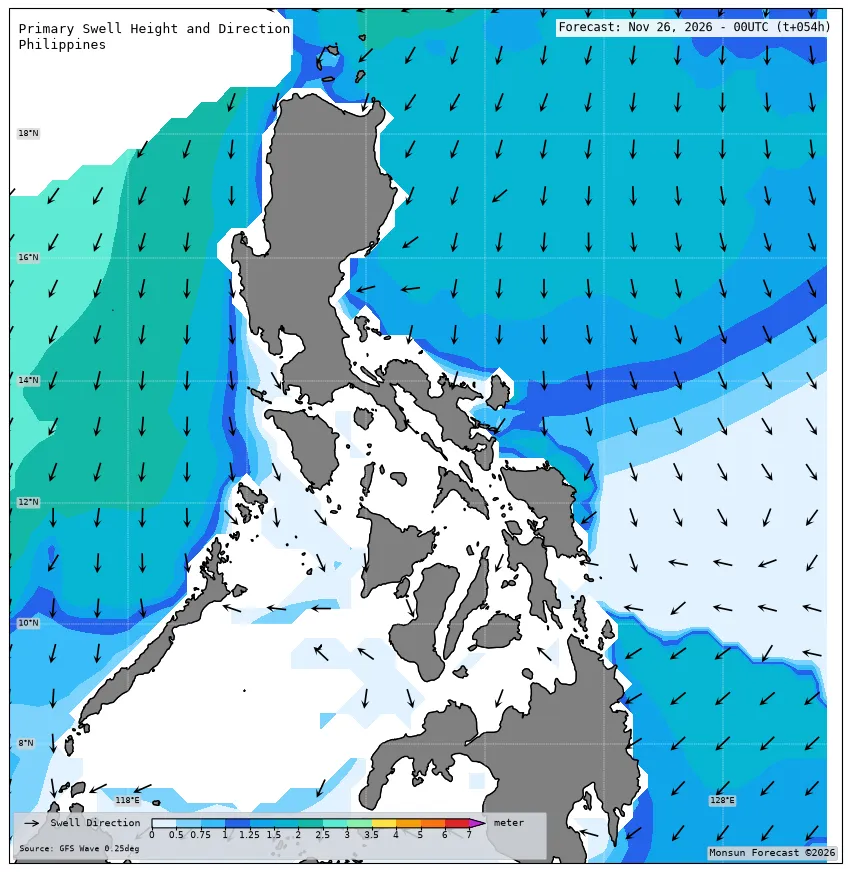 Primary Swell Height and Direction
Philippines
Forecast: Nov 26, 2026 - 00UTC (t+054h)
18°N
16°N
14°N
12°N
10°N
8°N
118°E
128°E
Swell Direction
meter
0 0.5 0.75 1 1.25 1.5 2 2.5 3 3.5 4 5 6 7
Source: GFS Wave 0.25deg
Monsun Forecast ©2026